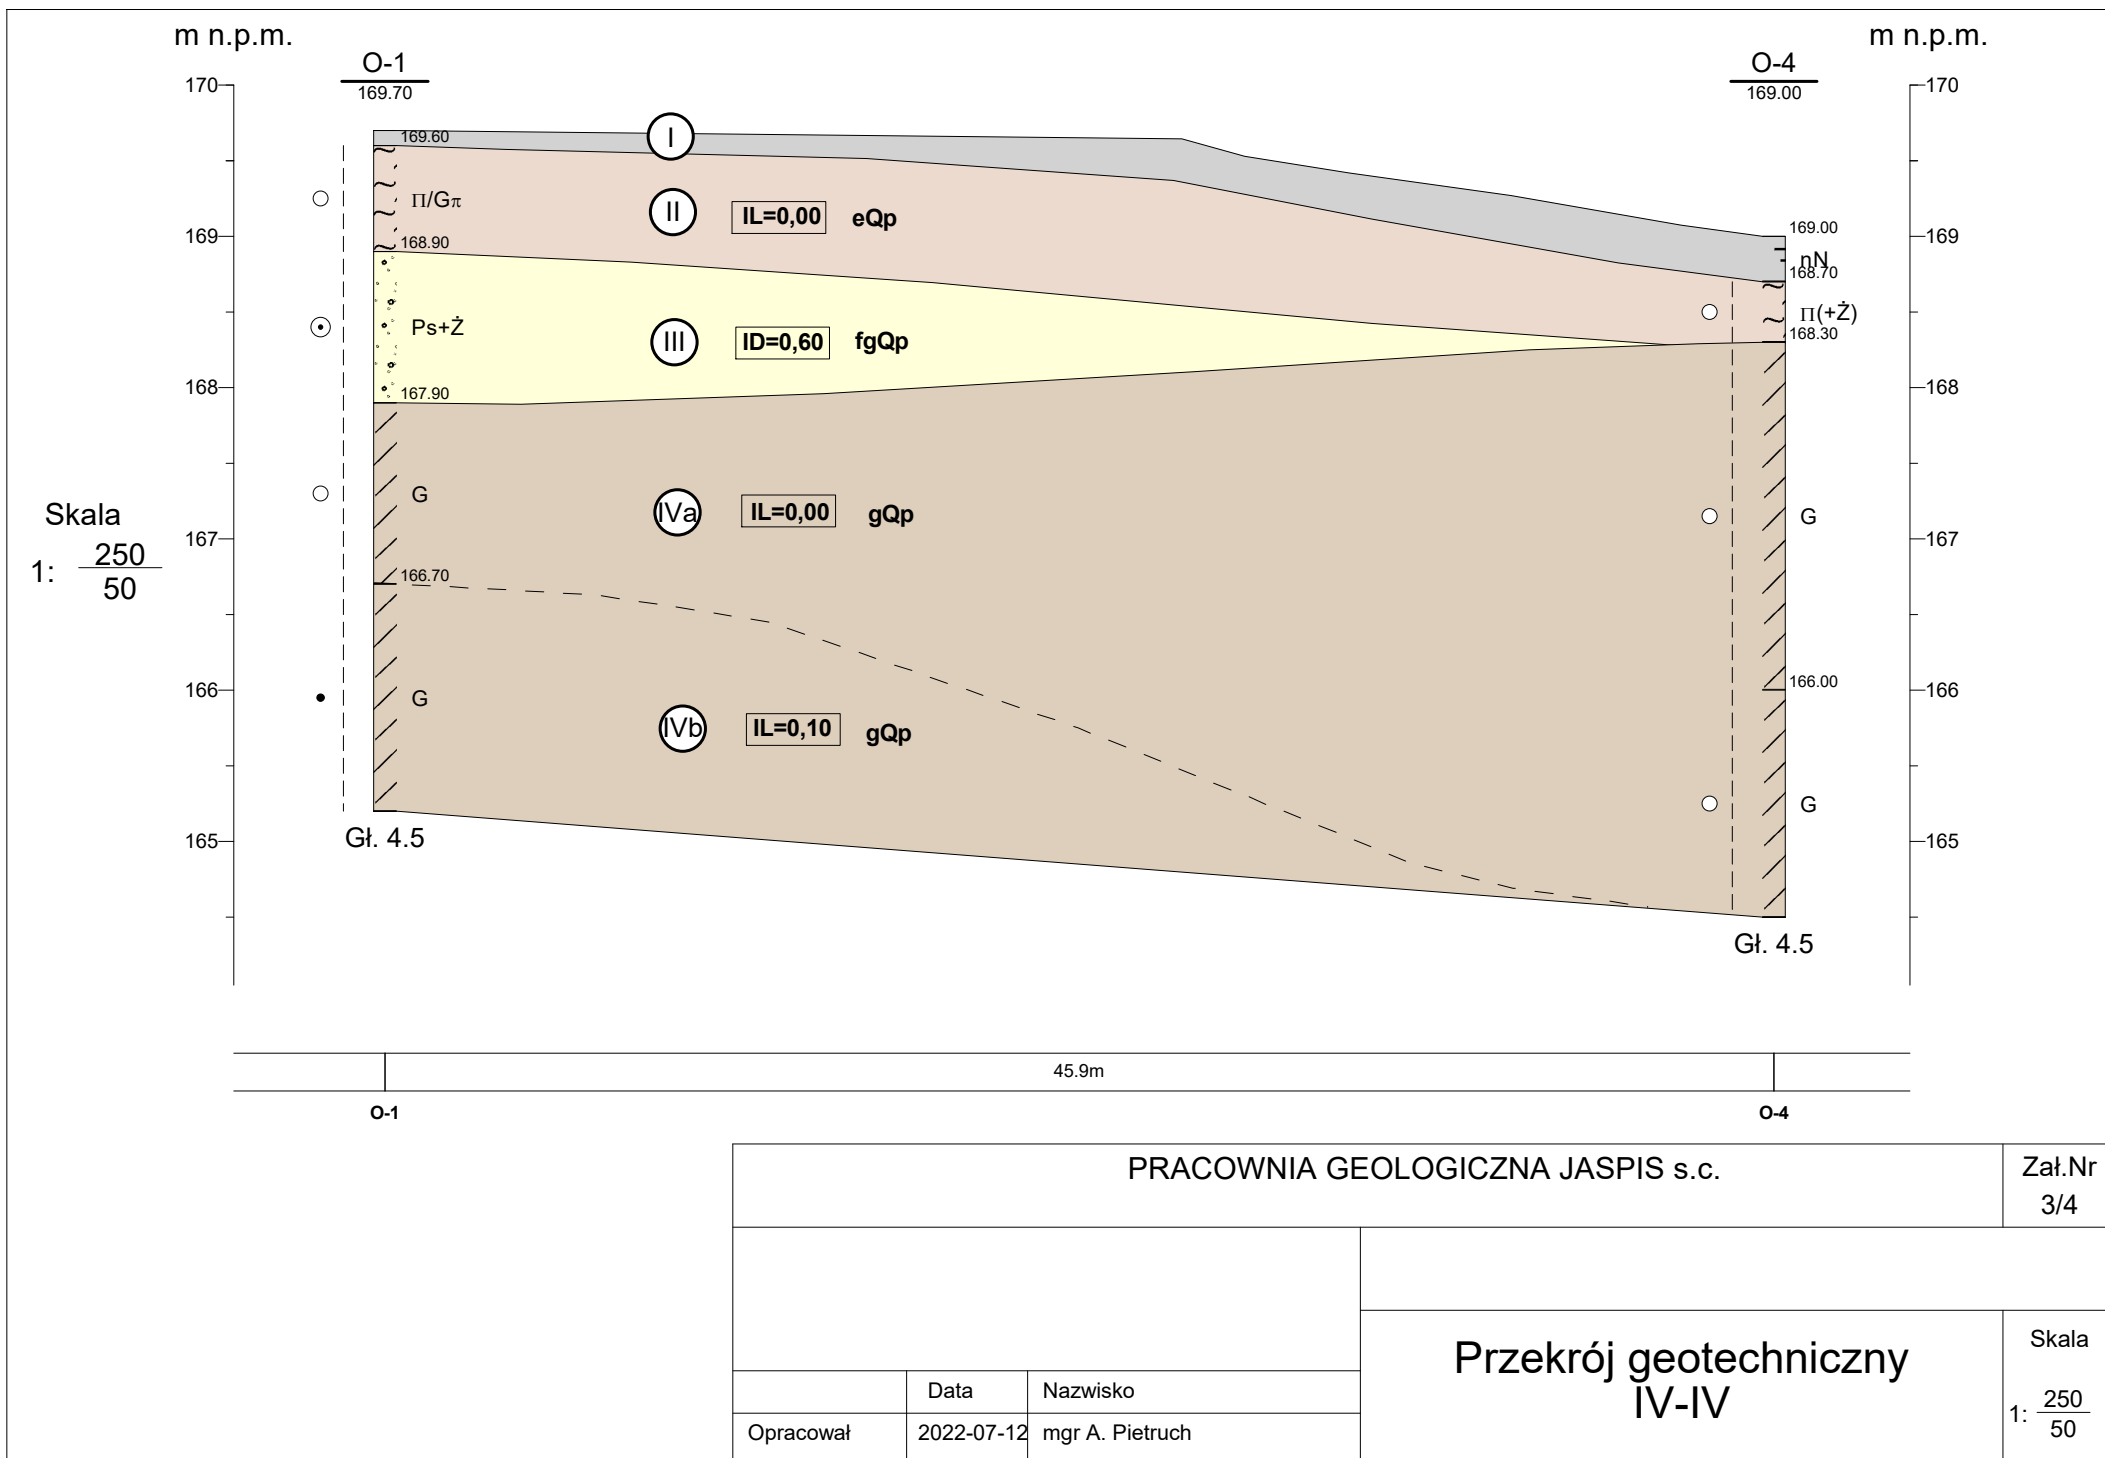 m n.p.m.
m n.p.m.
O-1
169.70
O-4
169.00
170
170
169.60
I
Π/Gπ
II
IL=0,00
eQp
169
168.90
169.00
169
nN
168.70
Ps+Ż
III
ID=0,60
fgQp
Π(+Ż)
168.30
168
167.90
168
G
IVa
IL=0,00
gQp
G
Skala
1: 250
50
167
167
166.70
166
G
IVb
IL=0,10
gQp
166.00
166
G
165
165
Gł. 4.5
Gł. 4.5
45.9m
O-1
O-4
PRACOWNIA GEOLOGICZNA JASPIS s.c.
Zał.Nr
3/4
Przekrój geotechniczny
IV-IV
Skala
1: 250
50
Data
Nazwisko
Opracował
2022-07-12
mgr A. Pietruch